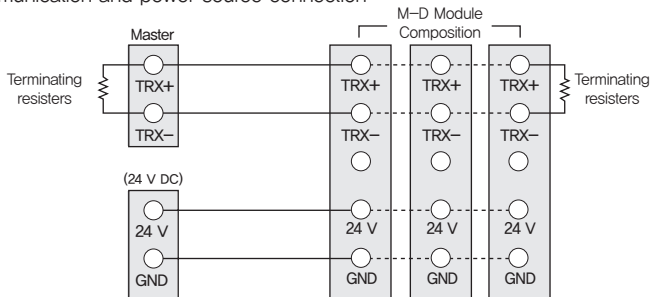 munication and power source connection
M-D Module
Composition
Master
Terminating
resisters
TRX+
TRX-
TRX+
TRX-
TRX+
TRX-
TRX+
TRX-
Terminating
resisters
(24 V DC)
24 V
GND
24 V
GND
24 V
GND
24 V
GND